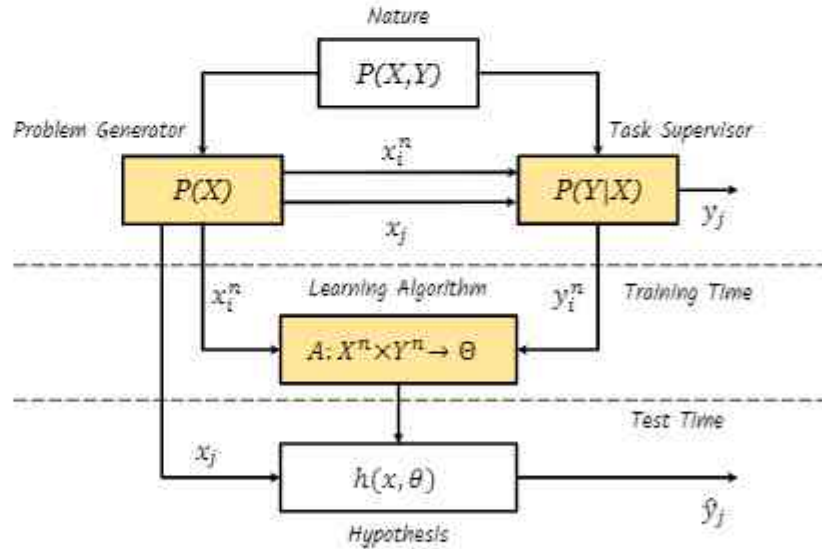 Nature
P(X,Y)
Problem Generator
Task Supervisor
x_i^n
P(X)
P(Y|X)
x_j
y_j
x_i^n
Learning Algorithm
y_i^n
Training Time
A: X^n×Y^n→ Θ
Test Time
x_j
h(x, θ)
ŷ_j
Hypothesis